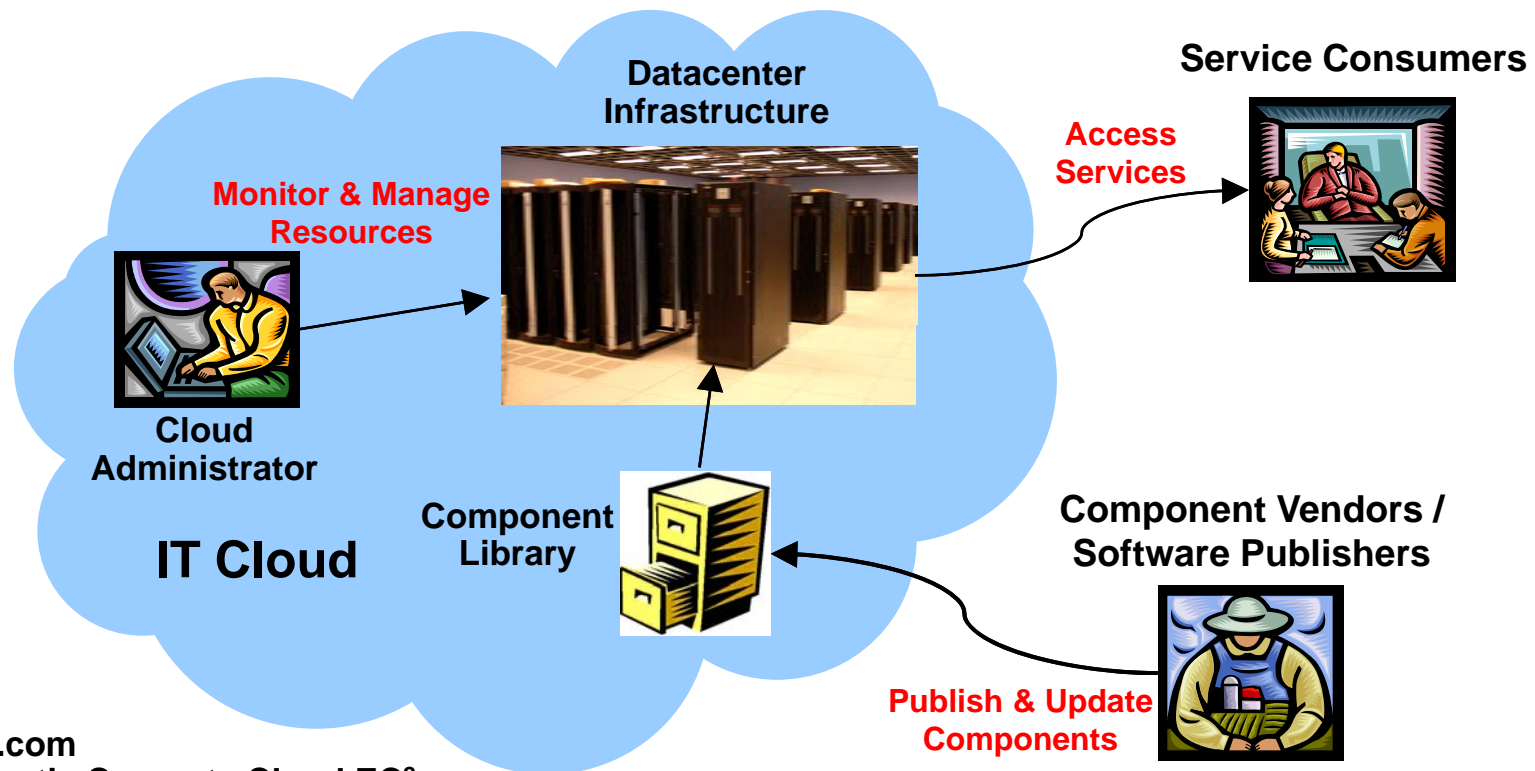 Datacenter
Infrastructure
Service Consumers
Access
Services
Monitor & Manage
Resources
Cloud
Administrator
Component
Library
IT Cloud
Component Vendors /
Software Publishers
Publish & Update
Components
.com